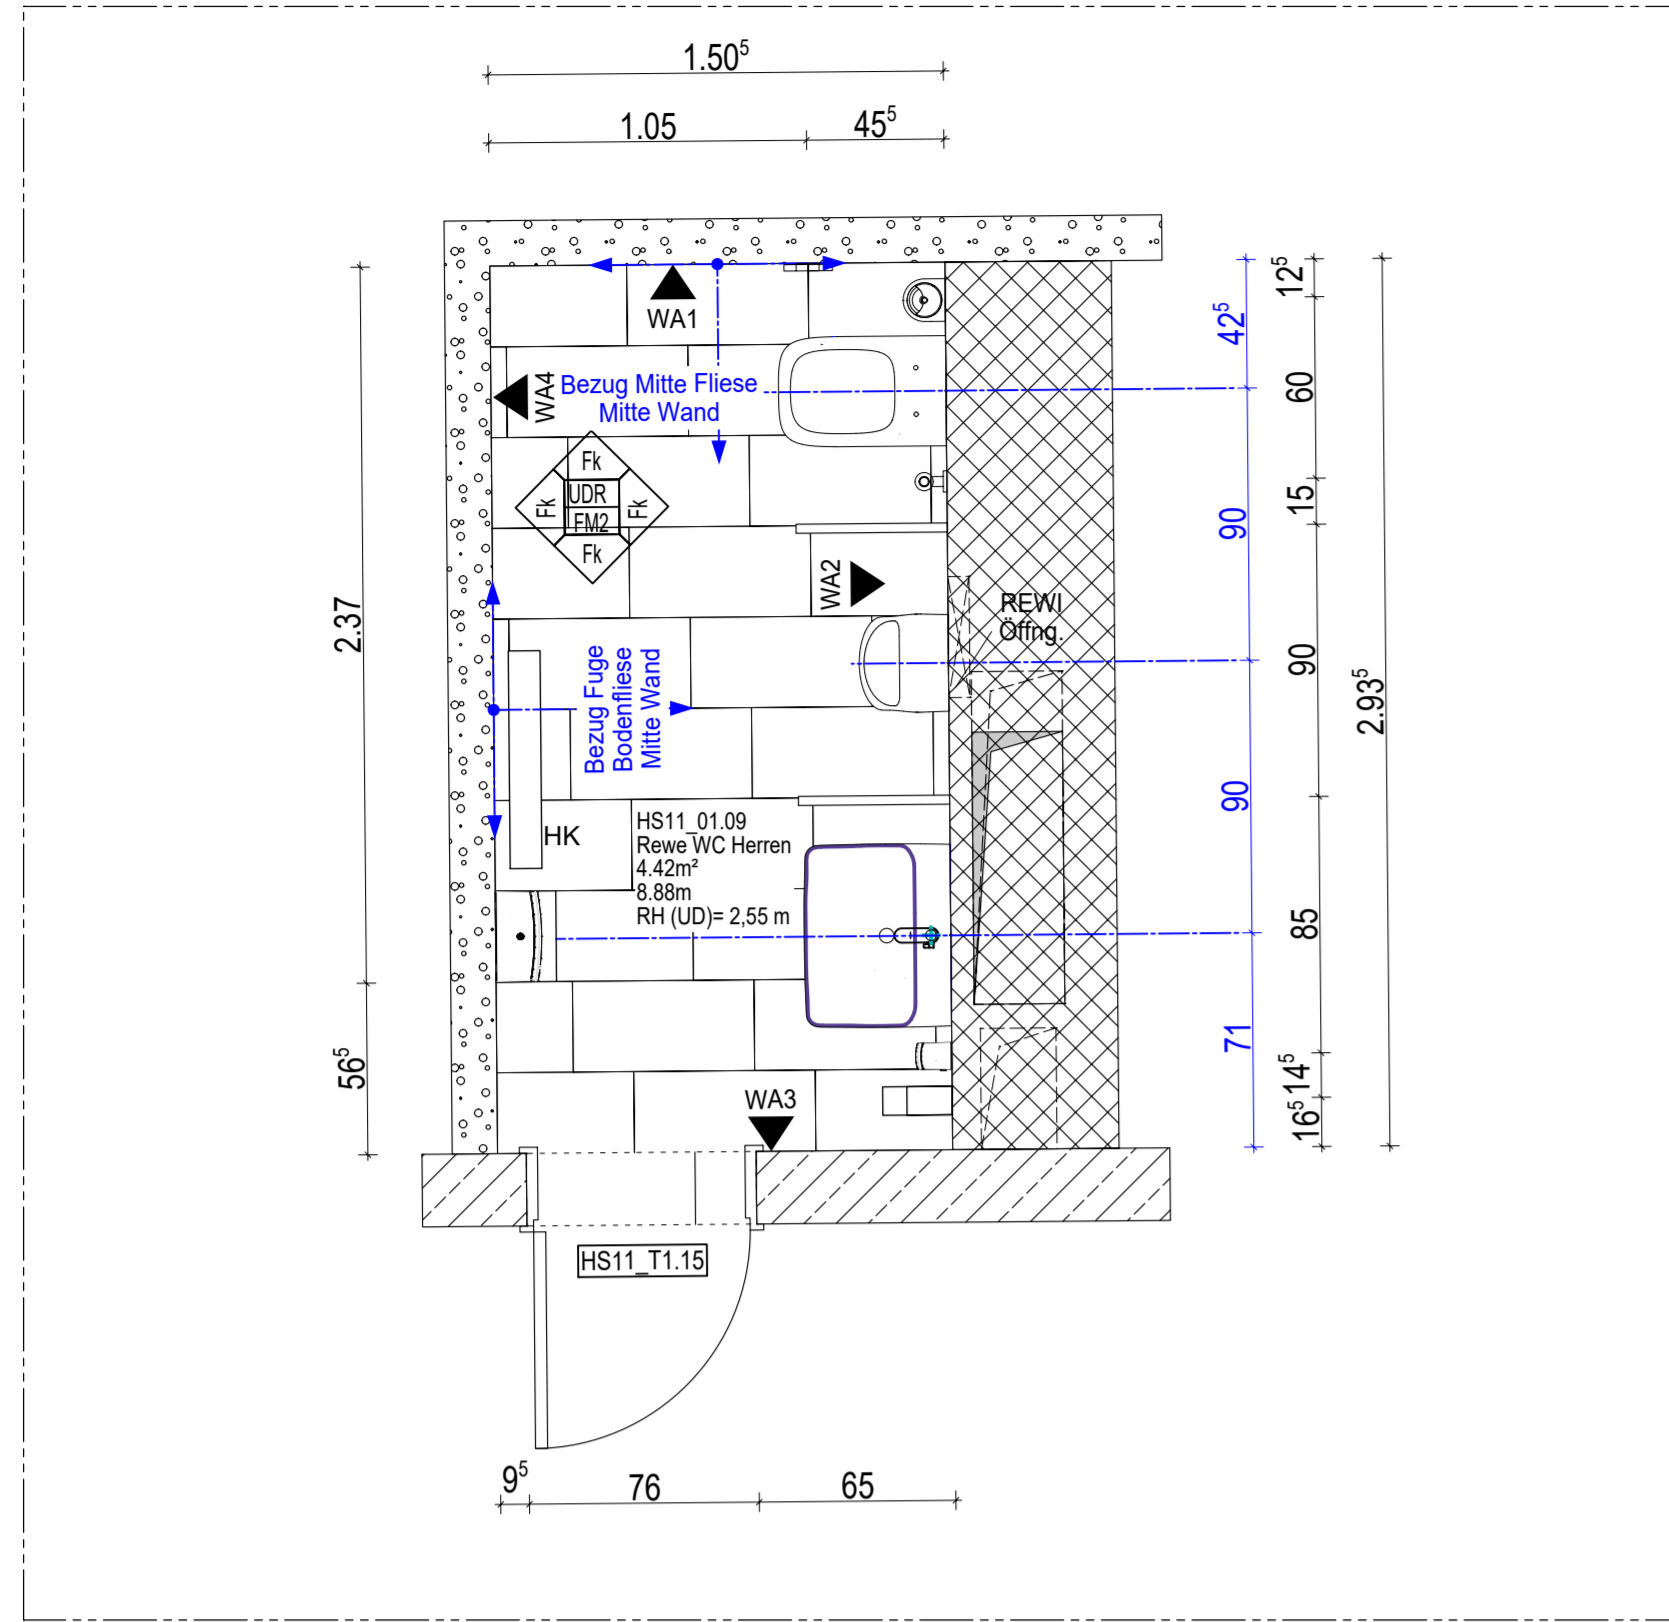 1.50⁵
1.05
45⁵
12⁵
42⁵
60
15
90
90
90
85
71
14⁵
16⁵
2.93⁵
2.37
56⁵
WA1
WA4
Bezug Mitte Fliese
Mitte Wand
Fk
Fk
UDR
FM2
Fk
Fk
WA2
REWI
Öffng.
Bezug Fuge
Bodenfliese
Mitte Wand
HK
HS11_01.09
Rewe WC Herren
4.42m²
8.88m
RH (UD)= 2,55 m
WA3
HS11_T1.15
9⁵
76
65